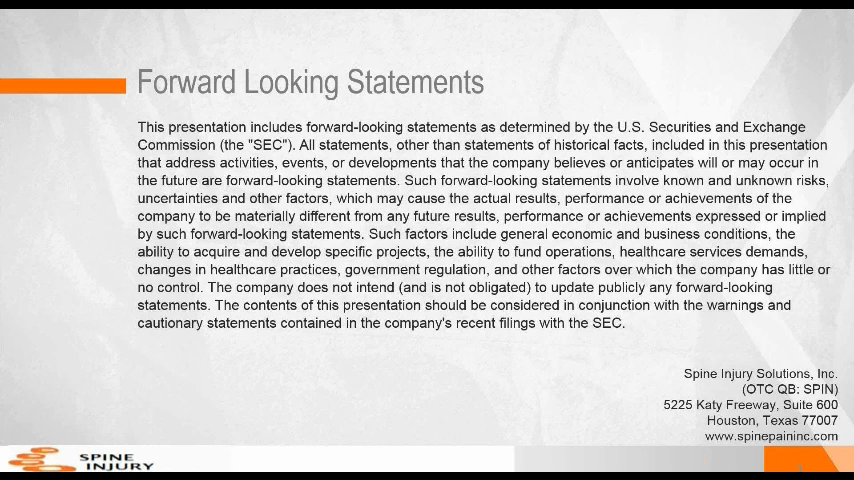 Forward Looking Statements
This presentation includes forward-looking statements as determined by the U.S. Securities and Exchange
Commission (the "SEC"). All statements, other than statements of historical facts, included in this presentation
that address activities, events, or developments that the company believes or anticipates will or may occur in
the future are forward-looking statements. Such forward-looking statements involve known and unknown risks,
uncertainties and other factors, which may cause the actual results, performance or achievements of the
company to be materially different from any future results, performance or achievements expressed or implied
by such forward-looking statements. Such factors include general economic and business conditions, the
ability to acquire and develop specific projects, the ability to fund operations, healthcare services demands,
changes in healthcare practices, government regulation, and other factors over which the company has little or
no control. The company does not intend (and is not obligated) to update publicly any forward-looking
statements. The contents of this presentation should be considered in conjunction with the warnings and
cautionary statements contained in the company's recent filings with the SEC.
Spine Injury Solutions, Inc.
(OTC QB: SPIN)
5225 Katy Freeway, Suite 600
Houston, Texas 77007
www.spinepaininc.com
SPINE
INJURY